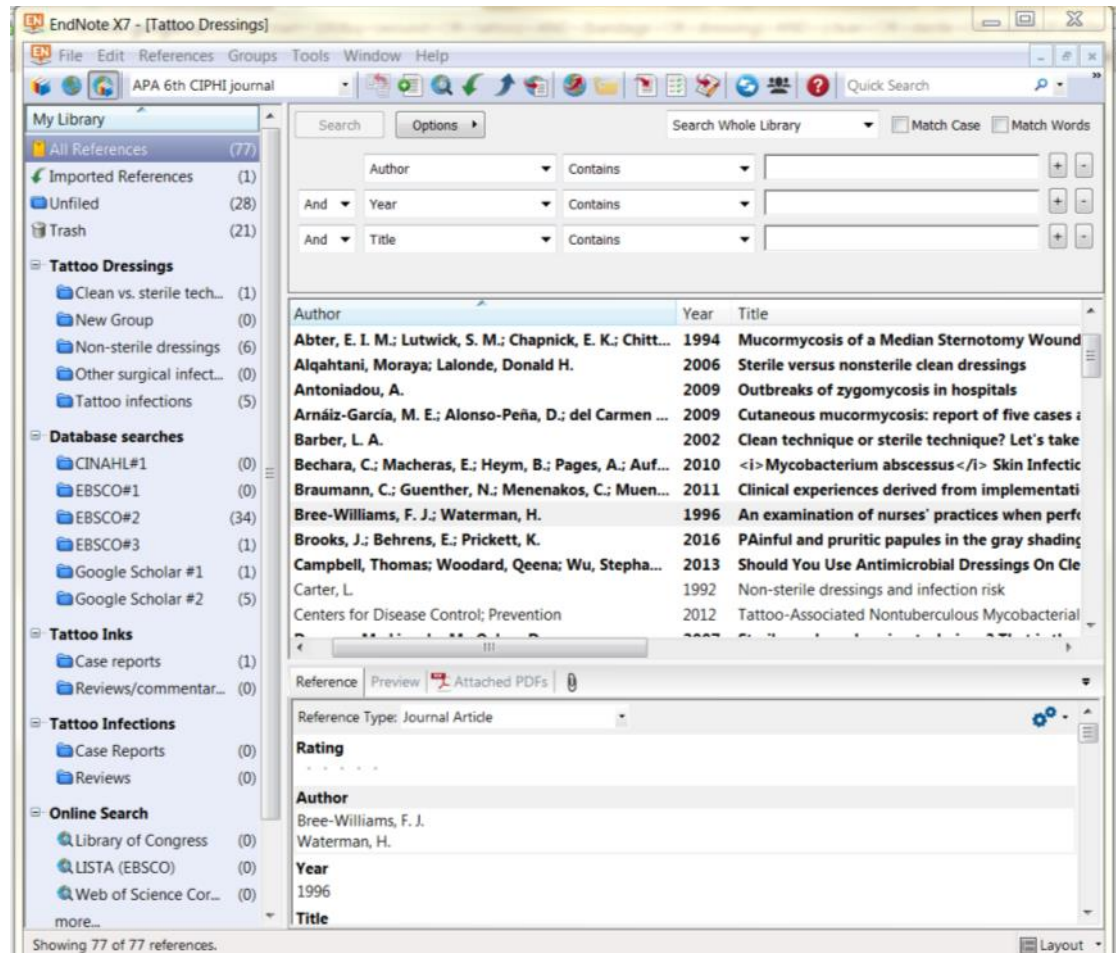 EndNote X7 - [Tattoo Dressings]
File Edit References Groups Tools Window Help
APA 6th CIPHI journal
Quick Search
My Library
All References (77)
Imported References (1)
Unfiled (28)
Trash (21)
Tattoo Dressings
Clean vs. sterile tech... (1)
New Group (0)
Non-sterile dressings (6)
Other surgical infect... (0)
Tattoo infections (5)
Database searches
CINAHL#1 (0)
EBSCO#1 (0)
EBSCO#2 (34)
EBSCO#3 (1)
Google Scholar #1 (1)
Google Scholar #2 (5)
Tattoo Inks
Case reports (1)
Reviews/commentar... (0)
Tattoo Infections
Case Reports (0)
Reviews (0)
Online Search
Library of Congress (0)
LISTA (EBSCO) (0)
Web of Science Cor... (0)
more...
Search Options Search Whole Library Match Case Match Words
Author Contains + -
And Year Contains + -
And Title Contains + -
Author Year Title
Abter, E. I. M.; Lutwick, S. M.; Chapnick, E. K.; Chitt... 1994 Mucormycosis of a Median Sternotomy Wound
Alqahtani, Moraya; Lalonde, Donald H. 2006 Sterile versus nonsterile clean dressings
Antoniadou, A. 2009 Outbreaks of zygomycosis in hospitals
Arnáiz-García, M. E.; Alonso-Peña, D.; del Carmen ... 2009 Cutaneous mucormycosis: report of five cases
Barber, L. A. 2002 Clean technique or sterile technique? Let's take
Bechara, C.; Macheras, E.; Heym, B.; Pages, A.; Auf... 2010 <i>Mycobacterium abscessus</i> Skin Infectic
Braumann, C.; Guenther, N.; Menenakos, C.; Muen... 2011 Clinical experiences derived from implementati
Bree-Williams, F. J.; Waterman, H. 1996 An examination of nurses' practices when perfo
Brooks, J.; Behrens, E.; Prickett, K. 2016 PAinful and pruritic papules in the gray shading
Campbell, Thomas; Woodard, Qeena; Wu, Stepha... 2013 Should You Use Antimicrobial Dressings On Cle
Carter, L. 1992 Non-sterile dressings and infection risk
Centers for Disease Control; Prevention 2012 Tattoo-Associated Nontuberculous Mycobacterial
Reference Preview Attached PDFs
Reference Type: Journal Article
Rating
Author
Bree-Williams, F. J.
Waterman, H.
Year
1996
Title
Showing 77 of 77 references.
Layout